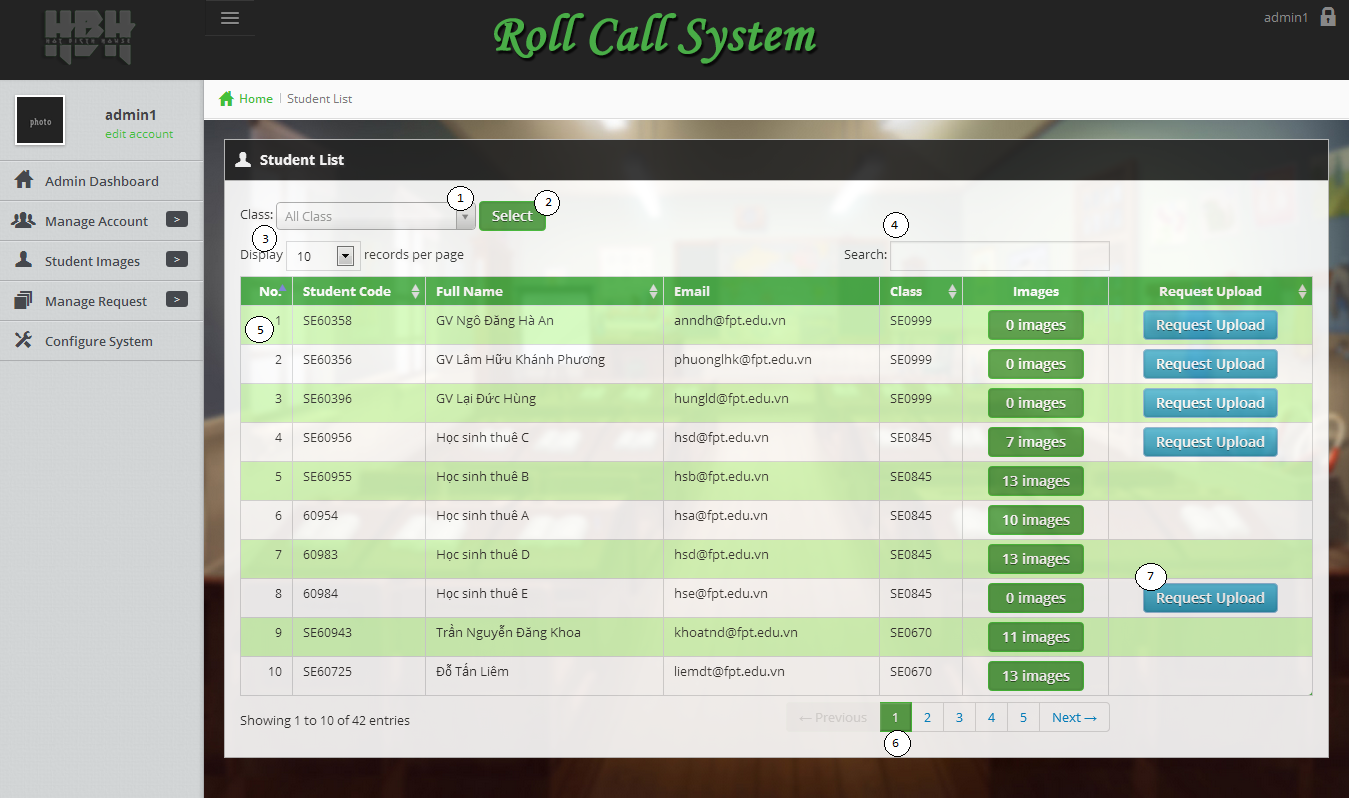 HBH
Roll Call System
admin1
photo
admin1
edit account
Home | Student List
Admin Dashboard
Manage Account >
Student Images >
Manage Request >
Configure System
Student List
Class: All Class 1 Select 2
3 Display 10 records per page
4 Search:
No. Student Code Full Name Email Class Images Request Upload
5 1 SE60358 GV Ngô Đăng Hà An anndh@fpt.edu.vn SE0999 0 images Request Upload
2 SE60356 GV Lâm Hữu Khánh Phương phuonglhk@fpt.edu.vn SE0999 0 images Request Upload
3 SE60396 GV Lại Đức Hùng hungld@fpt.edu.vn SE0999 0 images Request Upload
4 SE60956 Học sinh thuê C hsd@fpt.edu.vn SE0845 7 images Request Upload
5 SE60955 Học sinh thuê B hsb@fpt.edu.vn SE0845 13 images
6 60954 Học sinh thuê A hsa@fpt.edu.vn SE0845 10 images
7 60983 Học sinh thuê D hsd@fpt.edu.vn SE0845 13 images
8 60984 Học sinh thuê E hse@fpt.edu.vn SE0845 0 images 7 Request Upload
9 SE60943 Trần Nguyễn Đăng Khoa khoatnd@fpt.edu.vn SE0670 11 images
10 SE60725 Đỗ Tấn Liêm liemdt@fpt.edu.vn SE0670 13 images
Showing 1 to 10 of 42 entries
← Previous 1 2 3 4 5 Next →
6